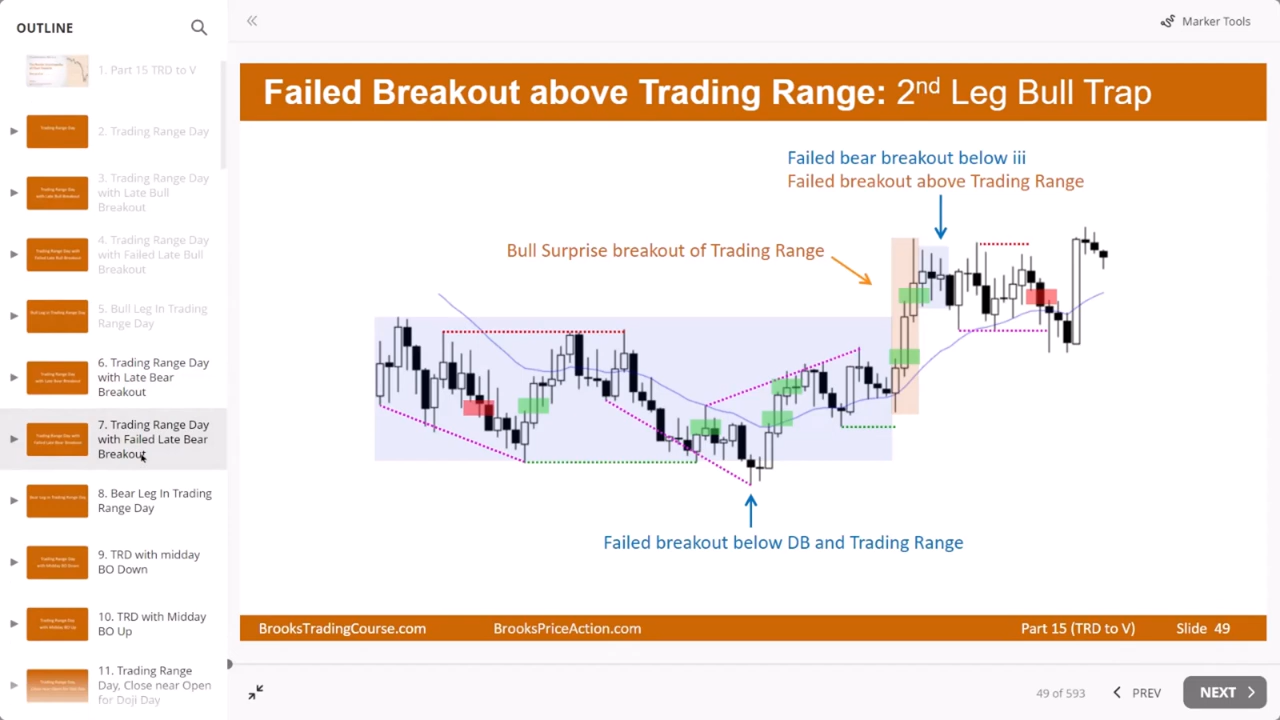 OUTLINE
1. Part 15 TRD to V
Trading Range Day
2. Trading Range Day
3. Trading Range Day
with Late Bull
Breakout
4. Trading Range Day
with Failed Late Bull
Breakout
5. Bull Leg In Trading
Range Day
6. Trading Range Day
with Late Bear
Breakout
7. Trading Range Day
with Failed Late Bear
Breakout
8. Bear Leg In Trading
Range Day
9. TRD with midday
BO Down
10. TRD with Midday
BO Up
11. Trading Range
Day, Close near Open
for Doji Day
Marker Tools
Failed Breakout above Trading Range: 2nd Leg Bull Trap
Failed bear breakout below iii
Failed breakout above Trading Range
Bull Surprise breakout of Trading Range
Failed breakout below DB and Trading Range
BrooksTradingCourse.com
BrooksPriceAction.com
Part 15 (TRD to V)
Slide 49
49 of 593
PREV
NEXT